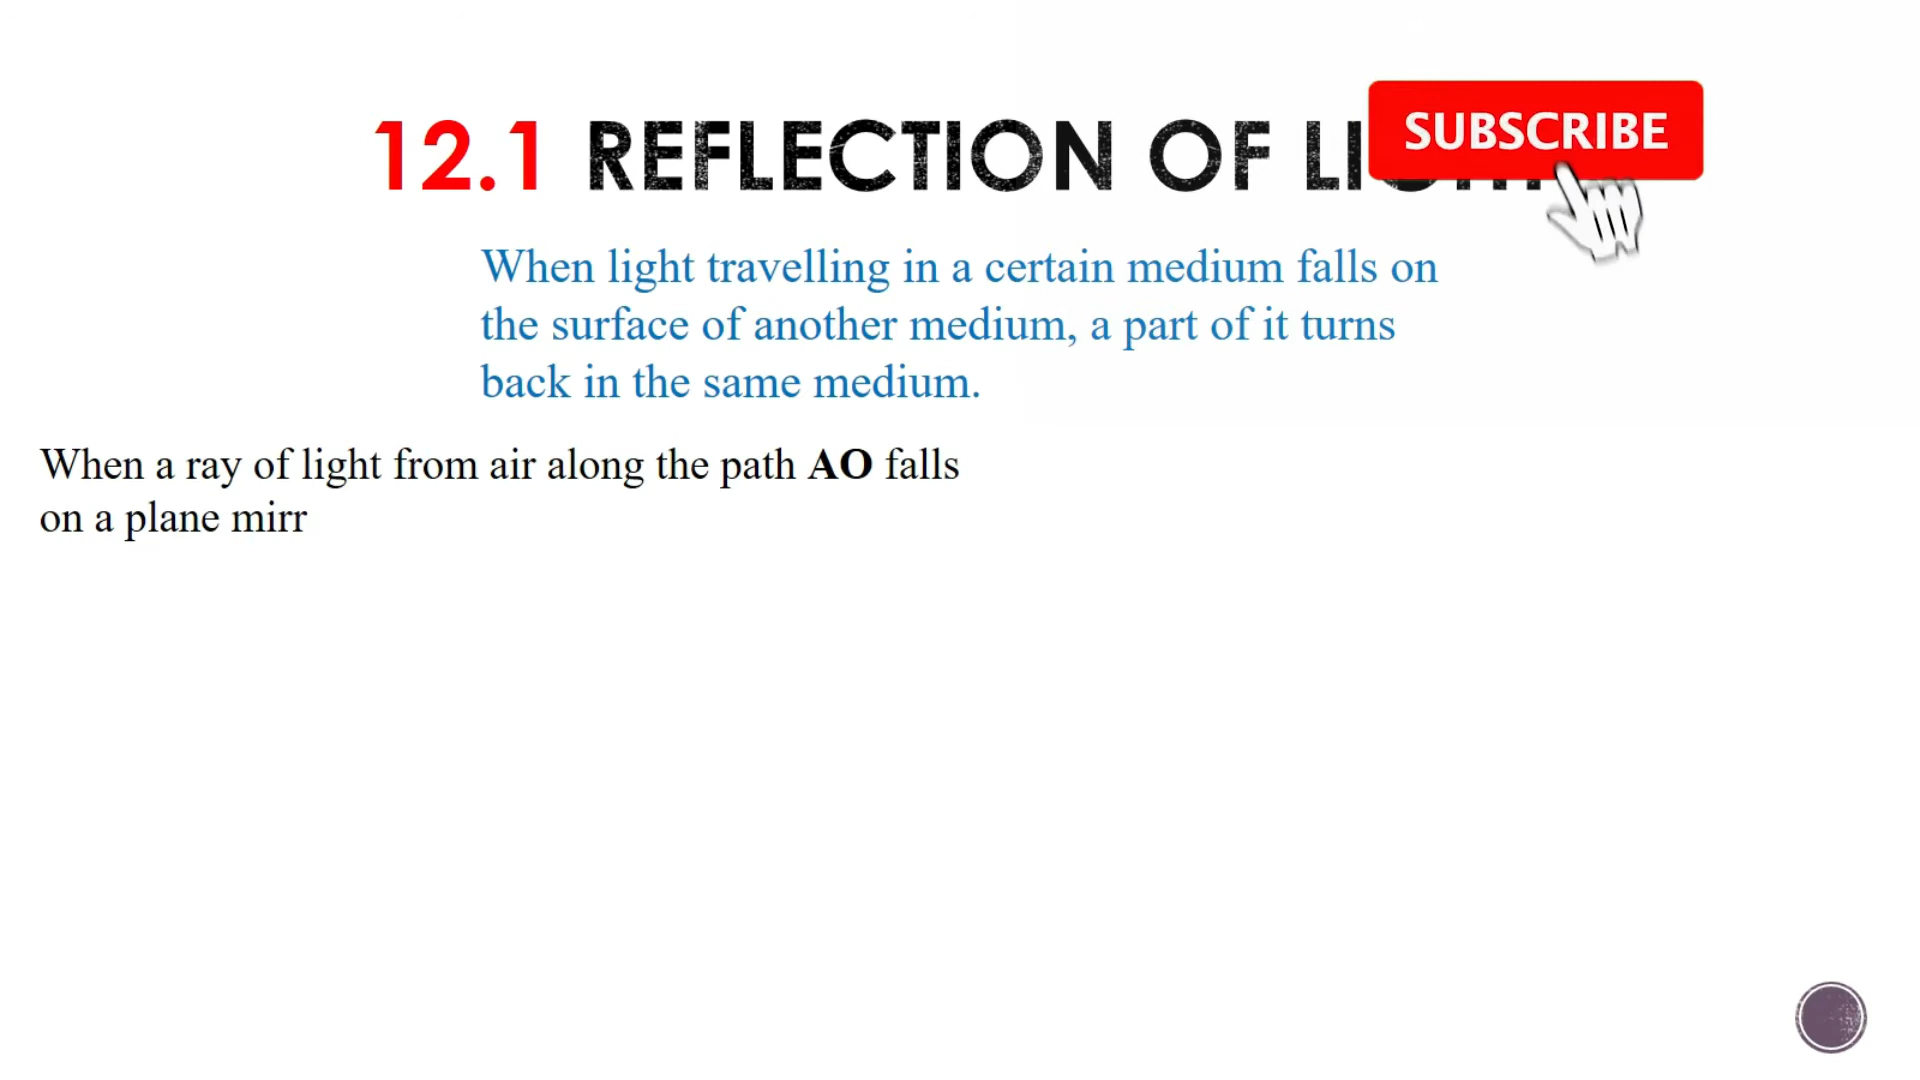 12.1 REFLECTION OF
SUBSCRIBE
When light travelling in a certain medium falls on
the surface of another medium, a part of it turns
back in the same medium.
When a ray of light from air along the path AO falls
on a plane mirr